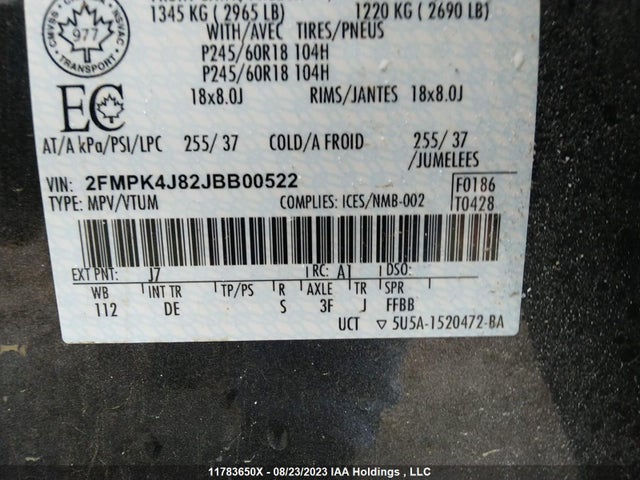 CMVSS NSVAC
977
TRANSPORT
1345 KG ( 2965 LB) 1220 KG ( 2690 LB)
WITH/AVEC TIRES/PNEUS
P245/60R18 104H
P245/60R18 104H
EC
18x8.0J RIMS/JANTES 18x8.0J
AT/A kPa/PSI/LPC 255/ 37 COLD/A FROID 255/ 37
/JUMELEES
VIN: 2FMPK4J82JBB00522 F0186
TYPE: MPV/VTUM COMPLIES: ICES/NMB-002 T0428
EXT PNT: J7 RC: A1 DSO:
WB INT TR TP/PS R AXLE TR SPR
112 DE S 3F J FFBB
UCT ▽ 5U5A-1520472-BA
11783650X - 08/23/2023 IAA Holdings , LLC